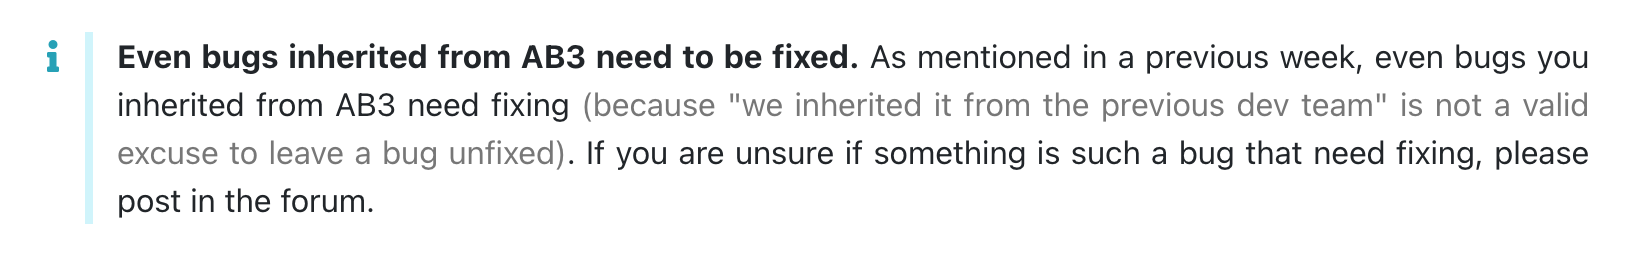 Even bugs inherited from AB3 need to be fixed. As mentioned in a previous week, even bugs you
inherited from AB3 need fixing (because "we inherited it from the previous dev team" is not a valid
excuse to leave a bug unfixed). If you are unsure if something is such a bug that need fixing, please
post in the forum.